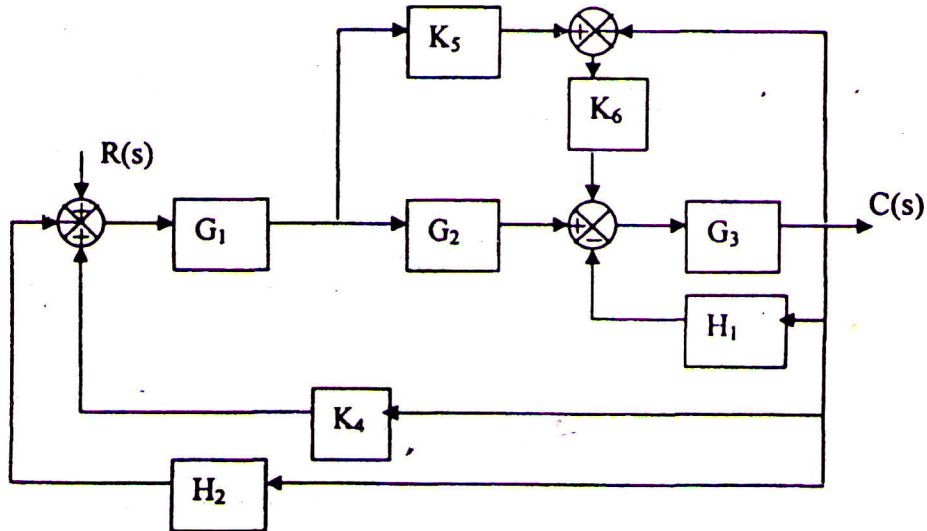 K₅
K₆
R(s)
G₁
G₂
G₃
C(s)
H₁
K₄
H₂